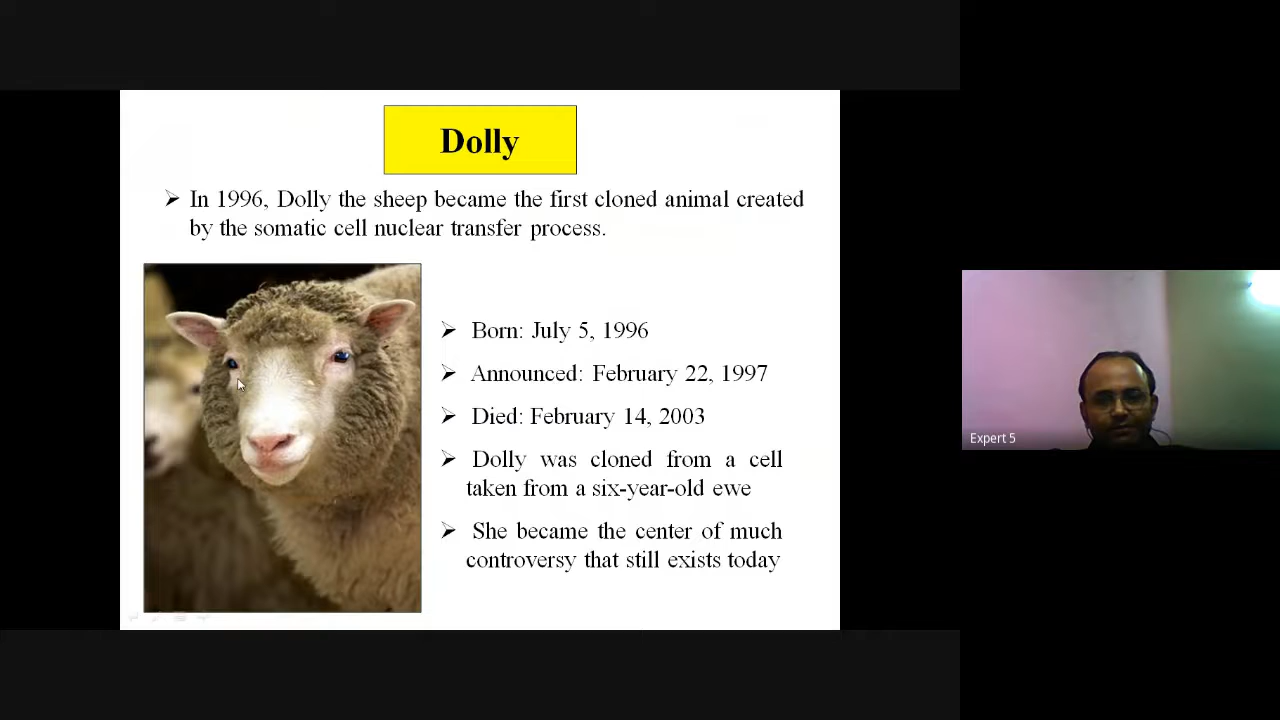 Dolly
➢ In 1996, Dolly the sheep became the first cloned animal created
by the somatic cell nuclear transfer process.
➢ Born: July 5, 1996
➢ Announced: February 22, 1997
➢ Died: February 14, 2003
➢ Dolly was cloned from a cell
taken from a six-year-old ewe
➢ She became the center of much
controversy that still exists today
Expert 5